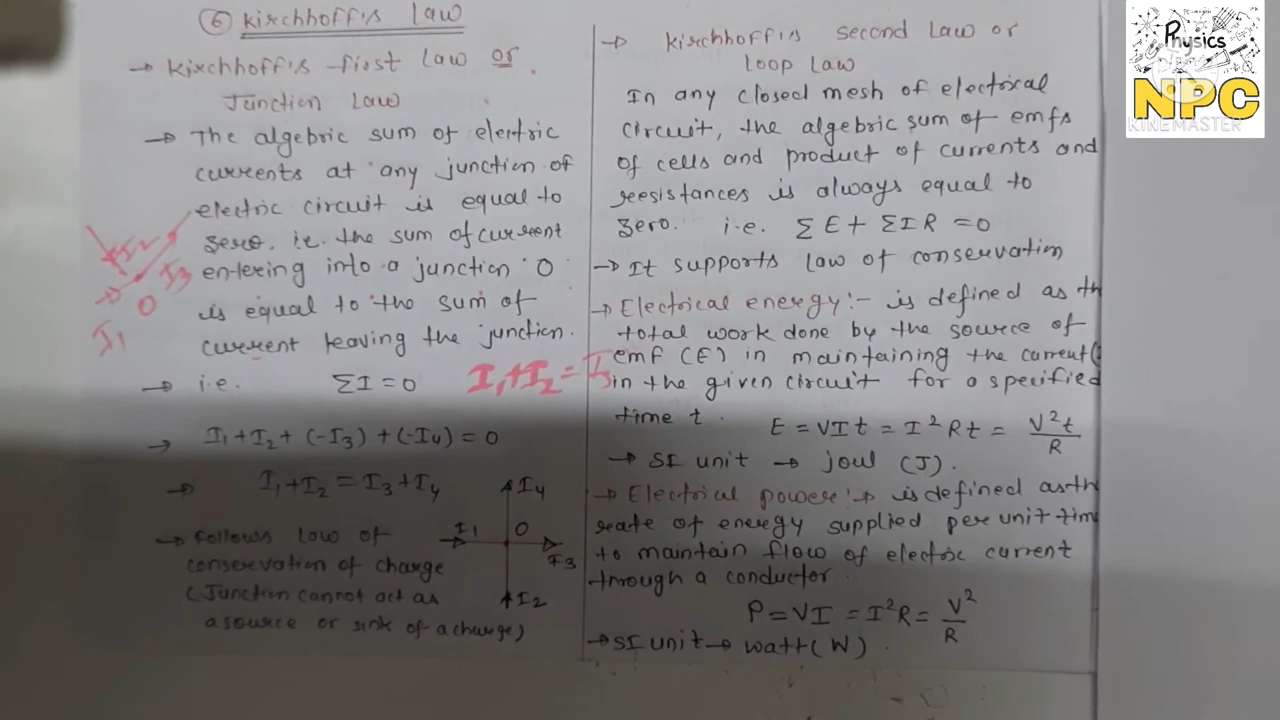 ⑥ Kirchhoff's Law
→ Kirchhoff's first Law or
Junction Law
→ The algebric sum of electric
currents at any junction of
electric circuit is equal to
zero. i.e. the sum of current
entering into a junction 'O'
is equal to the sum of
current leaving the junction.
→ i.e. ΣI = 0
I₁+I₂ = I₃
→ I₁+I₂+(-I₃)+(-I₄) = 0
→ I₁+I₂ = I₃+I₄
→ Follows Law of
conservation of charge
(Junction cannot act as
a source or sink of a charge)
I₂
I₃
O
I₁
I₄
I₁ O
I₃
I₂
→ Kirchhoff's second Law or
Loop Law
In any closed mesh of electrical
circuit, the algebric sum of emfs
of cells and product of currents and
resistances is always equal to
zero. i.e. ΣE + ΣIR = 0
→ It supports law of conservation
→ Electrical energy:- is defined as th
total work done by the source of
emf (E) in maintaining the current (
in the given circuit for a specified
time t.
E = VIt = I²Rt = V²t/R
→ SI unit → joul (J).
→ Electrical power:→ is defined as th
rate of energy supplied per unit tim
to maintain flow of electric current
through a conductor.
P = VI = I²R = V²/R
→ SI unit → watt (W).
Physics
NPC
KINEMASTER